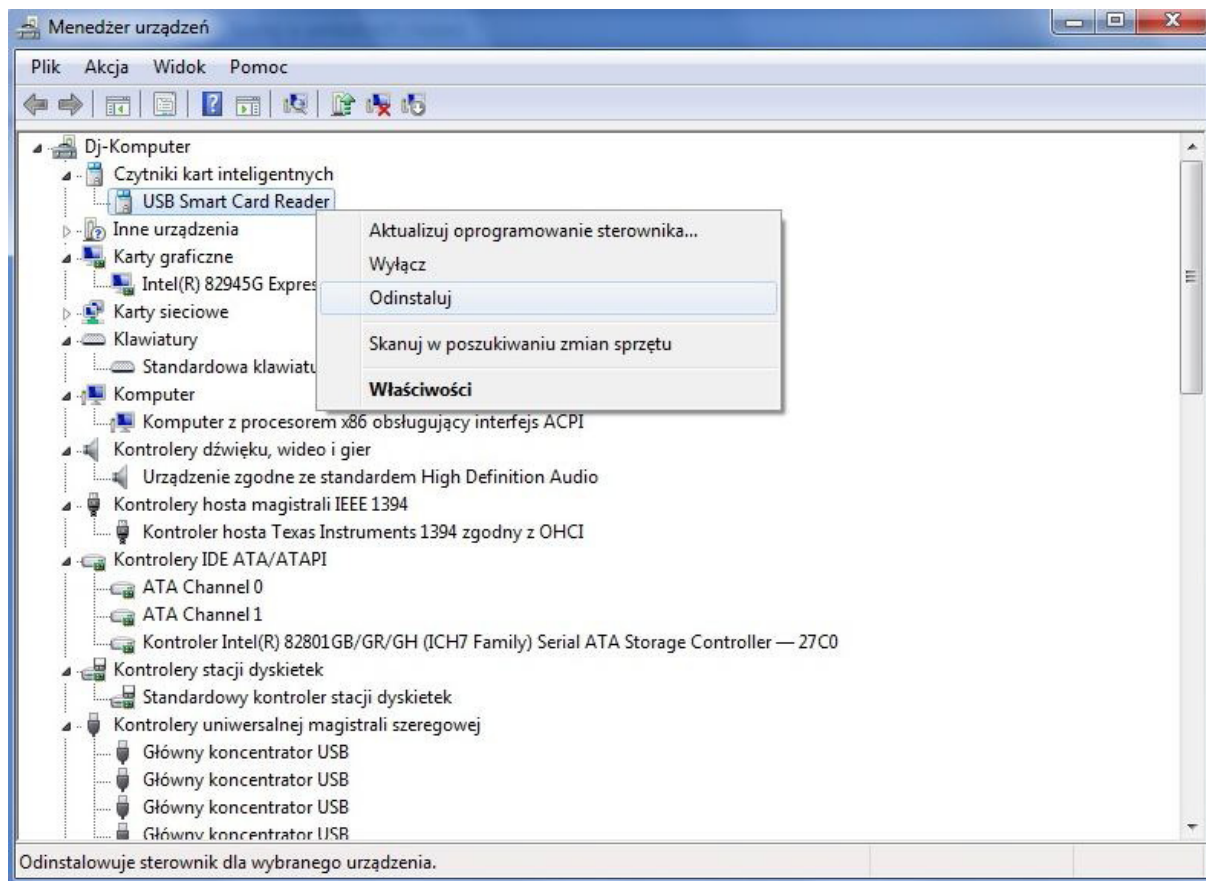 Menedżer urządzeń
Plik Akcja Widok Pomoc
Dj-Komputer
Czytniki kart inteligentnych
USB Smart Card Reader
Inne urządzenia
Karty graficzne
Intel(R) 82945G Expres
Karty sieciowe
Klawiatury
Standardowa klawiatu
Komputer
Komputer z procesorem x86 obsługujący interfejs ACPI
Kontrolery dźwięku, wideo i gier
Urządzenie zgodne ze standardem High Definition Audio
Kontrolery hosta magistrali IEEE 1394
Kontroler hosta Texas Instruments 1394 zgodny z OHCI
Kontrolery IDE ATA/ATAPI
ATA Channel 0
ATA Channel 1
Kontroler Intel(R) 82801GB/GR/GH (ICH7 Family) Serial ATA Storage Controller — 27C0
Kontrolery stacji dyskietek
Standardowy kontroler stacji dyskietek
Kontrolery uniwersalnej magistrali szeregowej
Główny koncentrator USB
Główny koncentrator USB
Główny koncentrator USB
Główny koncentrator USB
Aktualizuj oprogramowanie sterownika...
Wyłącz
Odinstaluj
Skanuj w poszukiwaniu zmian sprzętu
Właściwości
Odinstalowuje sterownik dla wybranego urządzenia.